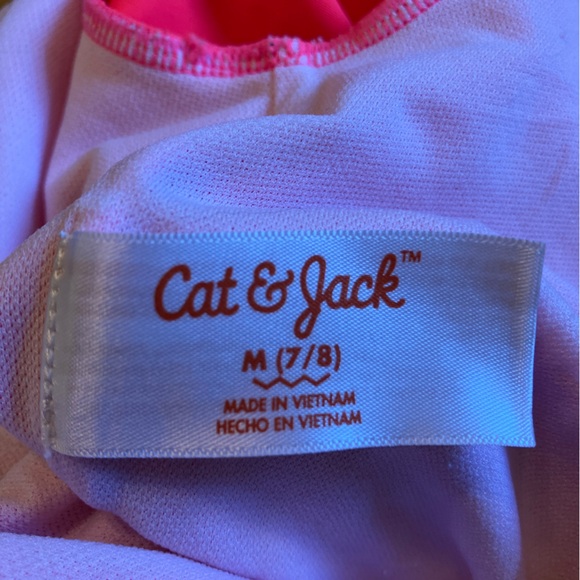 Cat & Jack™
M (7/8)
MADE IN VIETNAM
HECHO EN VIETNAM